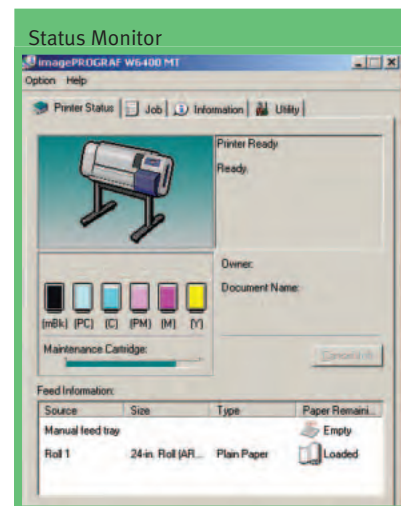 Status Monitor
imagePROGRAF W6400 MT
Option Help
Printer Status Job Information Utility
Printer Ready
Ready.
Owner:
Document Name:
(mBk) (PC) (C) (PM) (M) (Y)
Maintenance Cartridge:
Cancel Job
Feed Information:
Source Size Type Paper Remaini...
Manual feed tray Empty
Roll 1 24-in. Roll (AR... Plain Paper Loaded